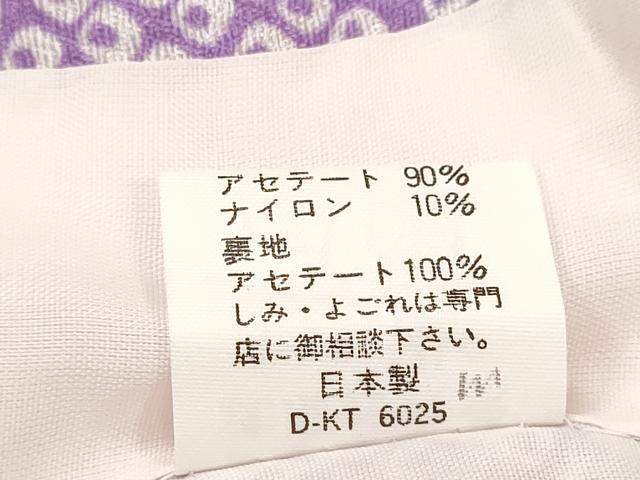 アセテート 90%
ナイロン 10%
裏地
アセテート100%
しみ・よごれは専門
店に御相談下さい。
日本製
D-KT 6025